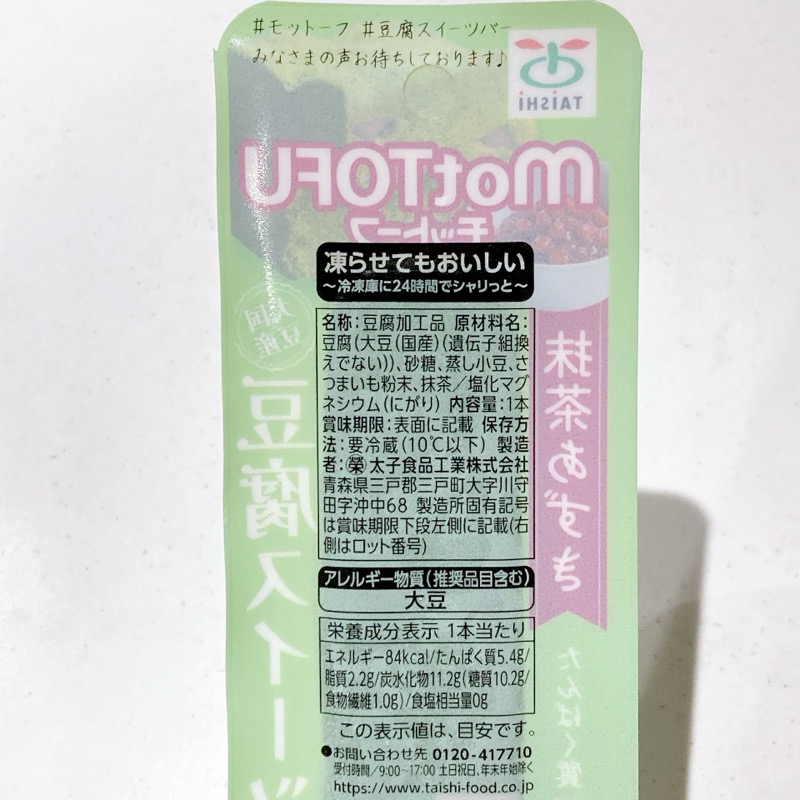 #モットーフ #豆腐スイーツバー
みなさまの声お待ちしております♪
TAISHI
MotTOFU
モットーフ
凍らせてもおいしい
~冷凍庫に24時間でシャリっと~
名称:豆腐加工品 原材料名:
豆腐(大豆(国産)(遺伝子組換
えでない))、砂糖、蒸し小豆、さ
つまいも粉末、抹茶/塩化マグ
ネシウム(にがり) 内容量:1本
賞味期限:表面に記載 保存方
法:要冷蔵(10℃以下) 製造
者:㊡太子食品工業株式会社
青森県三戸郡三戸町大字川守
田字沖中68 製造所固有記号
は賞味期限下段左側に記載(右
側はロット番号)
アレルギー物質(推奨品目含む)
大豆
栄養成分表示 1本当たり
エネルギー84kcal/たんぱく質5.4g/
脂質2.2g/炭水化物11.2g(糖質10.2g/
食物繊維1.0g)/食塩相当量0g
この表示値は、目安です。
●お問い合わせ先 0120-417710
受付時間/9:00~17:00 土日祝日、年末年始除く
https://www.taishi-food.co.jp
抹茶あずき
たんぱく質
国産
大豆
豆腐スイーツ